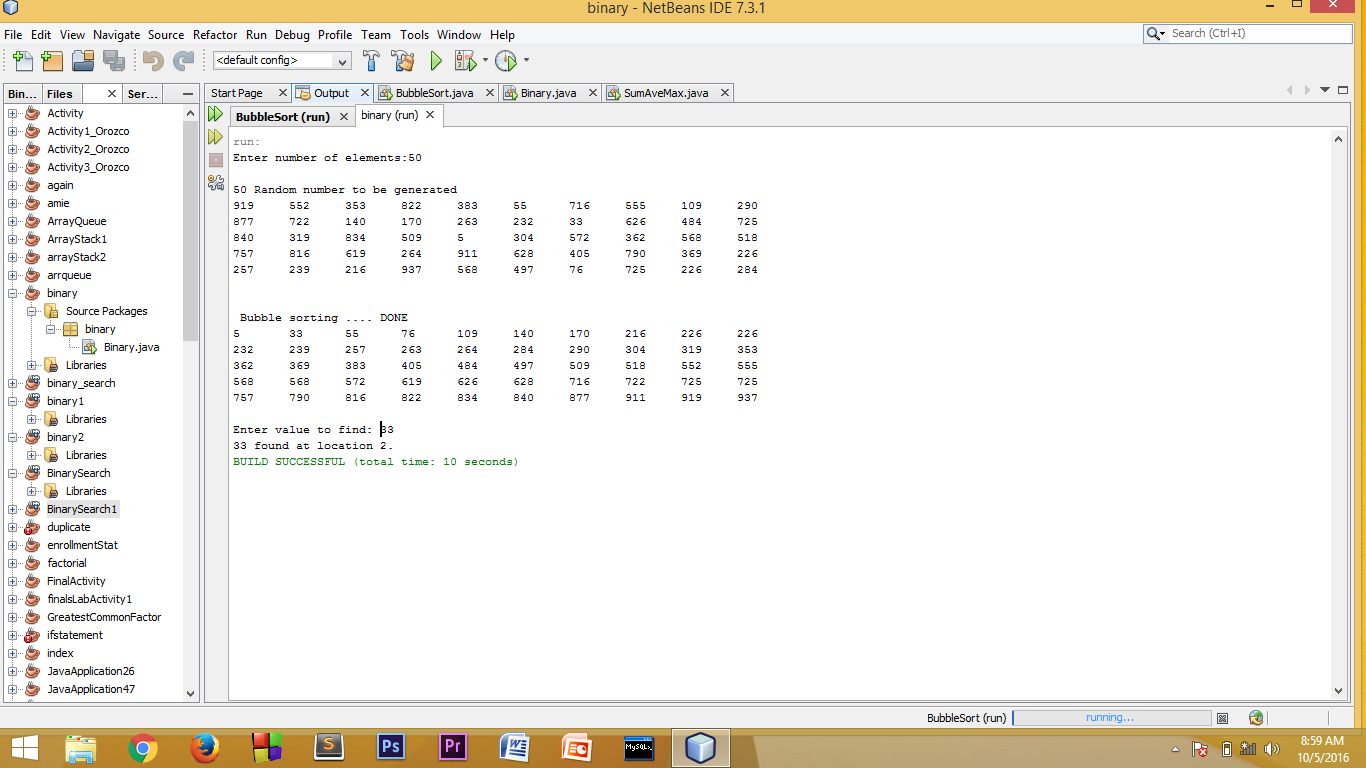 binary - NetBeans IDE 7.3.1
File Edit View Navigate Source Refactor Run Debug Profile Team Tools Window Help
Search (Ctrl+I)
<default config>
Bin... Files Ser...
Start Page Output BubbleSort.java Binary.java SumAveMax.java
BubbleSort (run) binary (run)
Activity
Activity1_Orozco
Activity2_Orozco
Activity3_Orozco
again
amie
ArrayQueue
ArrayStack1
arrayStack2
arrqueue
binary
Source Packages
binary
Binary.java
Libraries
binary_search
binary1
Libraries
binary2
Libraries
BinarySearch
Libraries
BinarySearch1
duplicate
enrollmentStat
factorial
FinalActivity
finalsLabActivity1
GreatestCommonFactor
ifstatement
index
JavaApplication26
JavaApplication47
run:
Enter number of elements:50
50 Random number to be generated
919 552 353 822 383 55 716 555 109 290
877 722 140 170 263 232 33 626 484 725
840 319 834 509 5 304 572 362 568 518
757 816 619 264 911 628 405 790 369 226
257 239 216 937 568 497 76 725 226 284
Bubble sorting .... DONE
5 33 55 76 109 140 170 216 226 226
232 239 257 263 264 284 290 304 319 353
362 369 383 405 484 497 509 518 552 555
568 568 572 619 626 628 716 722 725 725
757 790 816 822 834 840 877 911 919 937
Enter value to find: 33
33 found at location 2.
BUILD SUCCESSFUL (total time: 10 seconds)
BubbleSort (run) running...
S Ps Pr W MySQL
8:59 AM
10/5/2016